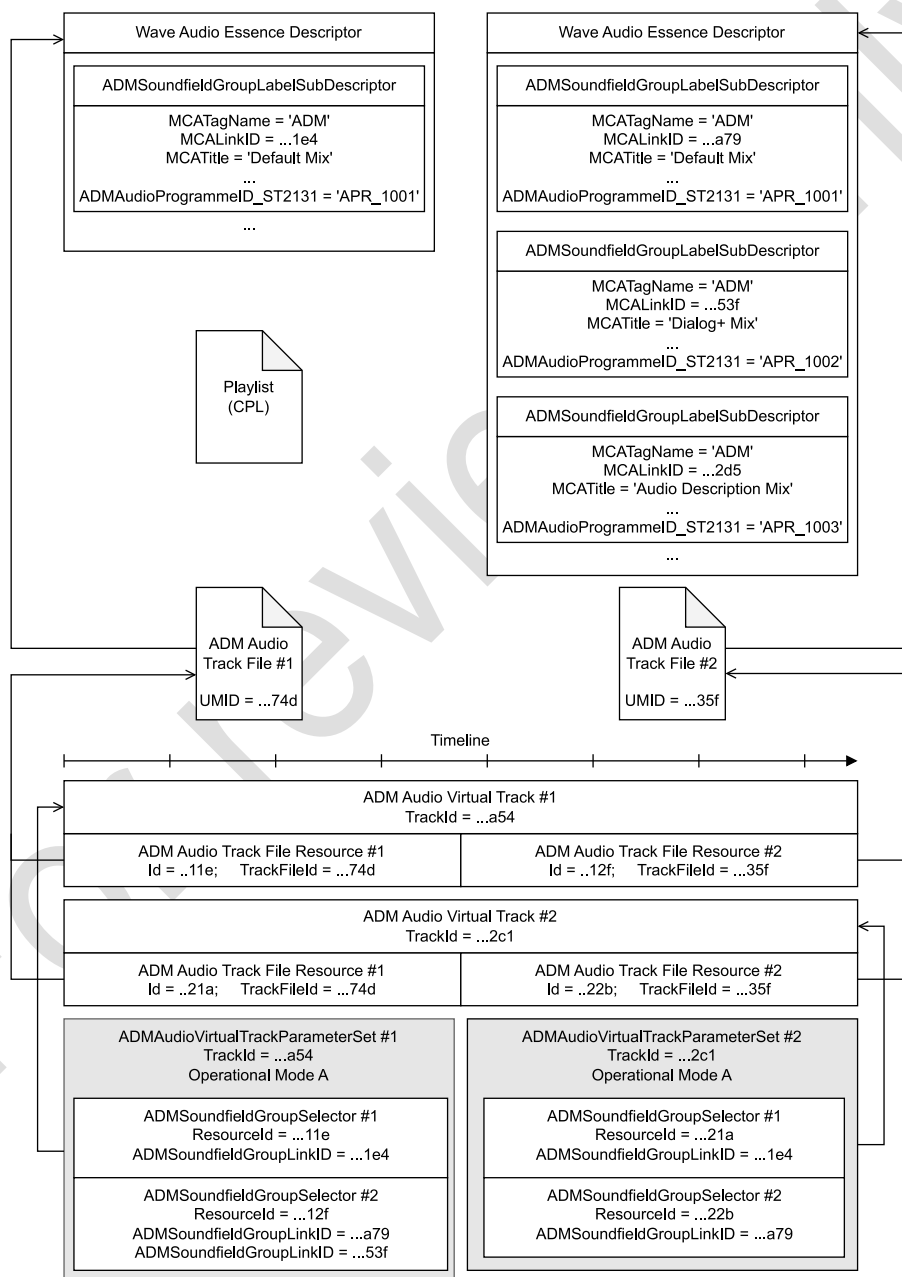 Wave Audio Essence Descriptor
ADMSoundfieldGroupLabelSubDescriptor
MCATagName = 'ADM'
MCALinkID = ...1e4
MCATitle = 'Default Mix'
...
ADMAudioProgrammeID_ST2131 = 'APR_1001'
...
Wave Audio Essence Descriptor
ADMSoundfieldGroupLabelSubDescriptor
MCATagName = 'ADM'
MCALinkID = ...a79
MCATitle = 'Default Mix'
...
ADMAudioProgrammeID_ST2131 = 'APR_1001'
ADMSoundfieldGroupLabelSubDescriptor
MCATagName = 'ADM'
MCALinkID = ...53f
MCATitle = 'Dialog+ Mix'
...
ADMAudioProgrammeID_ST2131 = 'APR_1002'
ADMSoundfieldGroupLabelSubDescriptor
MCATagName = 'ADM'
MCALinkID = ...2d5
MCATitle = 'Audio Description Mix'
...
ADMAudioProgrammeID_ST2131 = 'APR_1003'
...
Playlist
(CPL)
ADM Audio
Track File #1
UMID = ...74d
ADM Audio
Track File #2
UMID = ...35f
Timeline
ADM Audio Virtual Track #1
TrackId = ...a54
ADM Audio Track File Resource #1
Id = ..11e; TrackFileId = ...74d
ADM Audio Track File Resource #2
Id = ..12f; TrackFileId = ...35f
ADM Audio Virtual Track #2
TrackId = ...2c1
ADM Audio Track File Resource #1
Id = ..21a; TrackFileId = ...74d
ADM Audio Track File Resource #2
Id = ..22b; TrackFileId = ...35f
ADMAudioVirtualTrackParameterSet #1
TrackId = ...a54
Operational Mode A
ADMSoundfieldGroupSelector #1
ResourceId = ...11e
ADMSoundfieldGroupLinkID = ...1e4
ADMSoundfieldGroupSelector #2
ResourceId = ...12f
ADMSoundfieldGroupLinkID = ...a79
ADMSoundfieldGroupLinkID = ...53f
ADMAudioVirtualTrackParameterSet #2
TrackId = ...2c1
Operational Mode A
ADMSoundfieldGroupSelector #1
ResourceId = ...21a
ADMSoundfieldGroupLinkID = ...1e4
ADMSoundfieldGroupSelector #2
ResourceId = ...22b
ADMSoundfieldGroupLinkID = ...a79